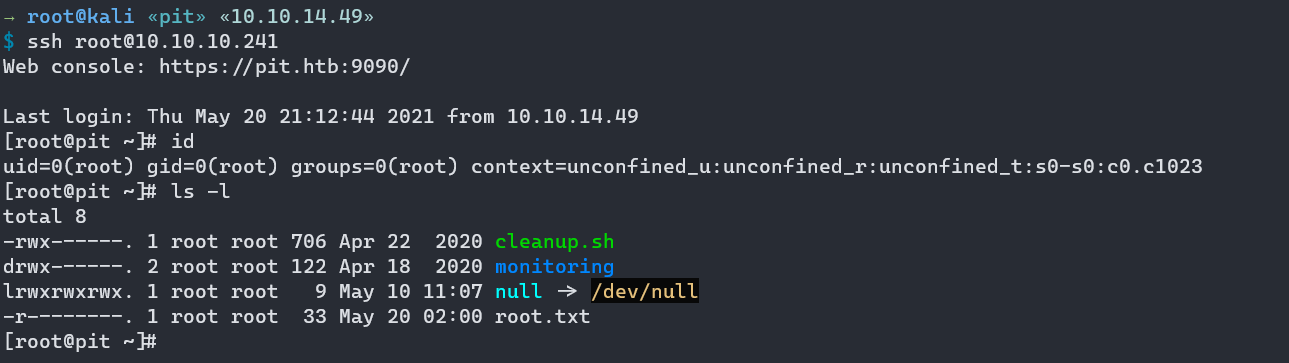 → root@kali «pit» «10.10.14.49»
$ ssh root@10.10.10.241
Web console: https://pit.htb:9090/
Last login: Thu May 20 21:12:44 2021 from 10.10.14.49
[root@pit ~]# id
uid=0(root) gid=0(root) groups=0(root) context=unconfined_u:unconfined_r:unconfined_t:s0-s0:c0.c1023
[root@pit ~]# ls -l
total 8
-rwx------. 1 root root 706 Apr 22  2020 cleanup.sh
drwx------. 2 root root 122 Apr 18  2020 monitoring
lrwxrwxrwx. 1 root root   9 May 10 11:07 null -> /dev/null
-r--------. 1 root root  33 May 20 02:00 root.txt
[root@pit ~]#